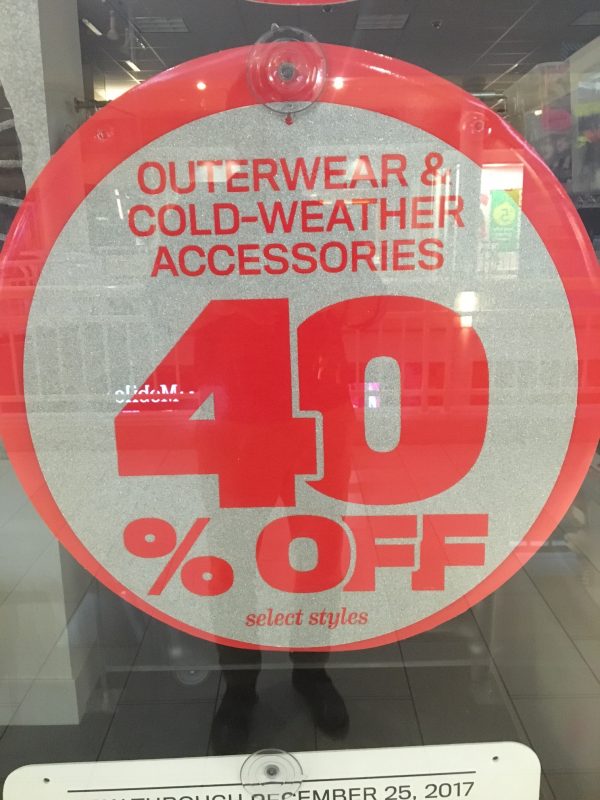 OUTERWEAR &
COLD-WEATHER
ACCESSORIES
40
% OFF
select styles
THROUGH DECEMBER 25, 2017